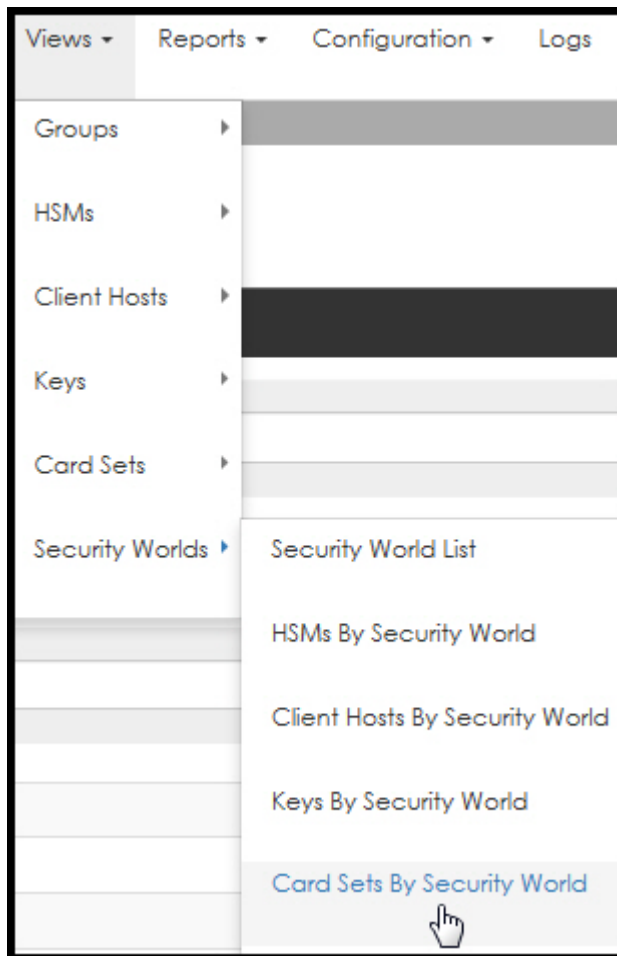 Views Reports Configuration Logs
Groups
HSMs
Client Hosts
Keys
Card Sets
Security Worlds
Security World List
HSMs By Security World
Client Hosts By Security World
Keys By Security World
Card Sets By Security World